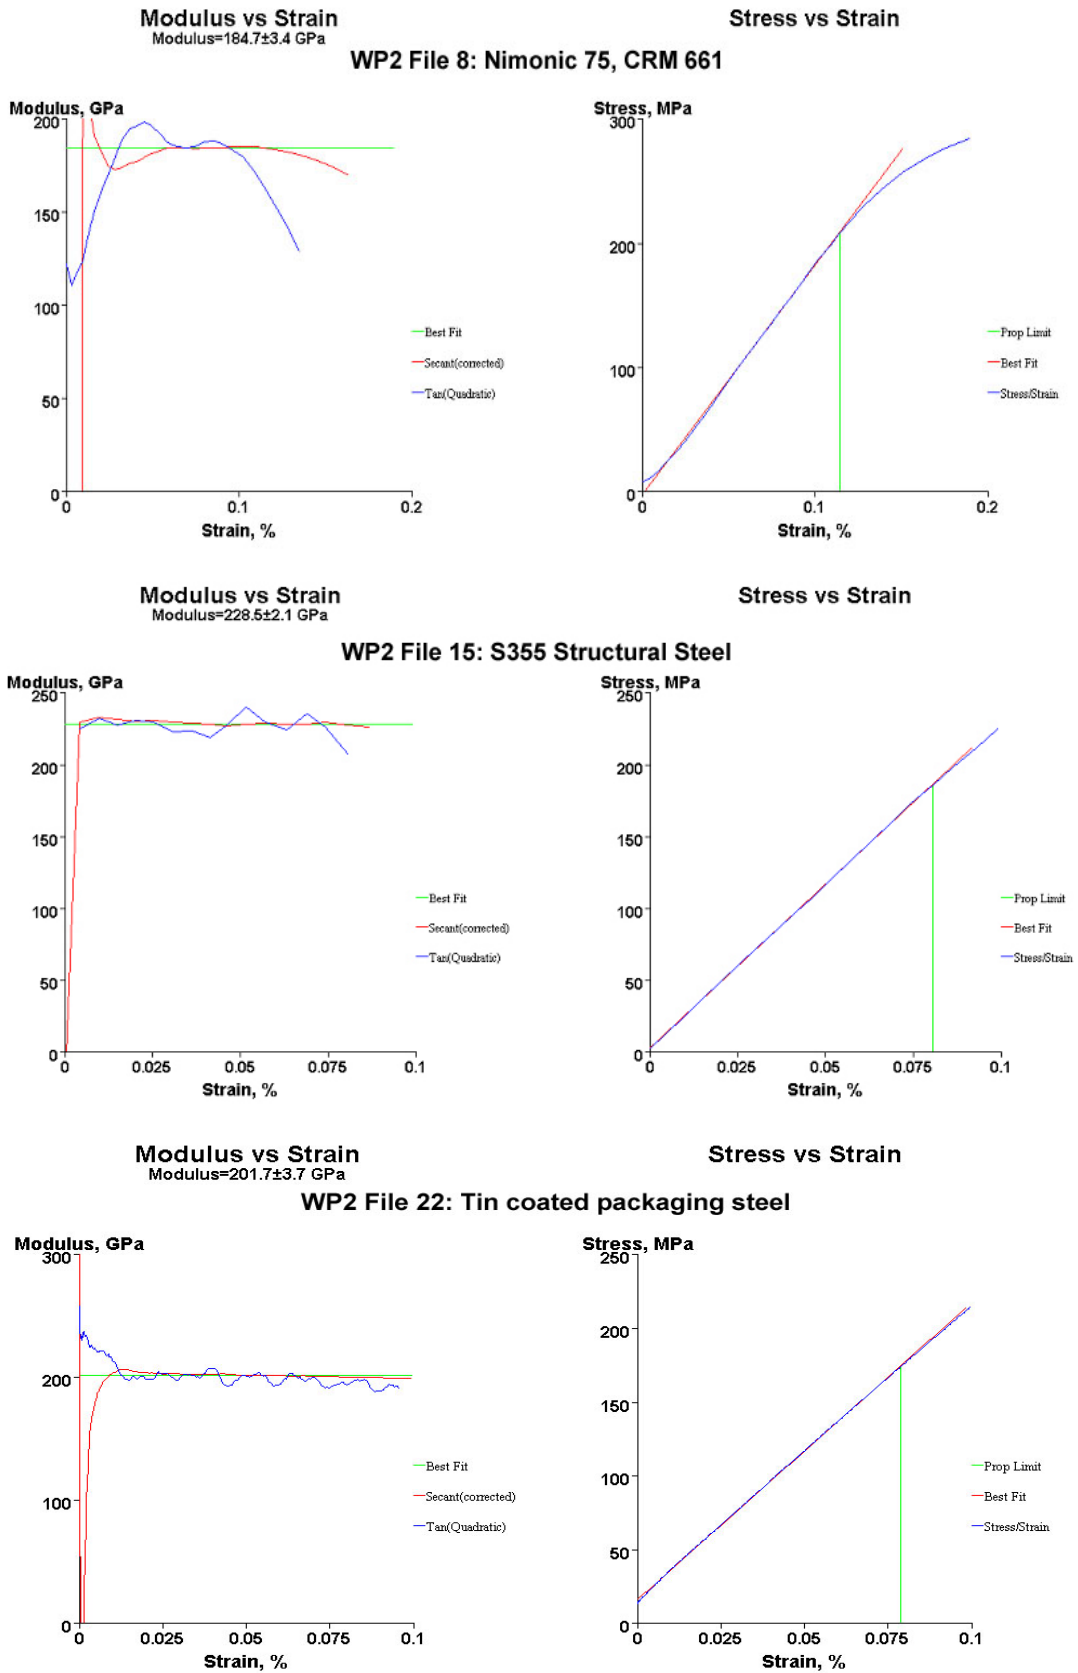 Modulus vs Strain
Modulus=184.7±3.4 GPa
Stress vs Strain
WP2 File 8: Nimonic 75, CRM 661
Modulus, GPa
200
150
100
50
0
0
0.1
0.2
Strain, %
Best Fit
Secant(corrected)
Tan(Quadratic)
Stress, MPa
300
200
100
0
0
0.1
0.2
Strain, %
Prop Limit
Best Fit
Stress/Strain
Modulus vs Strain
Modulus=228.5±2.1 GPa
Stress vs Strain
WP2 File 15: S355 Structural Steel
Modulus, GPa
250
200
150
100
50
0
0
0.025
0.05
0.075
0.1
Strain, %
Best Fit
Secant(corrected)
Tan(Quadratic)
Stress, MPa
250
200
150
100
50
0
0
0.025
0.05
0.075
0.1
Strain, %
Prop Limit
Best Fit
Stress/Strain
Modulus vs Strain
Modulus=201.7±3.7 GPa
Stress vs Strain
WP2 File 22: Tin coated packaging steel
Modulus, GPa
300
200
100
0
0
0.025
0.05
0.075
0.1
Strain, %
Best Fit
Secant(corrected)
Tan(Quadratic)
Stress, MPa
250
200
150
100
50
0
0
0.025
0.05
0.075
0.1
Strain, %
Prop Limit
Best Fit
Stress/Strain